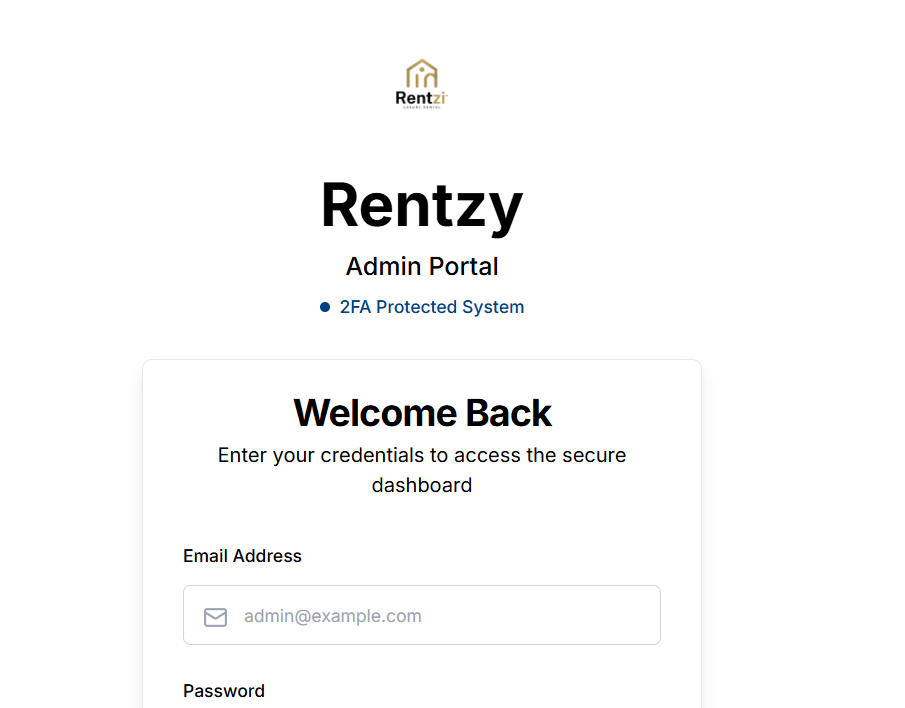 Rentzi
LUXURY RENTAL
Rentzy
Admin Portal
2FA Protected System
Welcome Back
Enter your credentials to access the secure
dashboard
Email Address
admin@example.com
Password